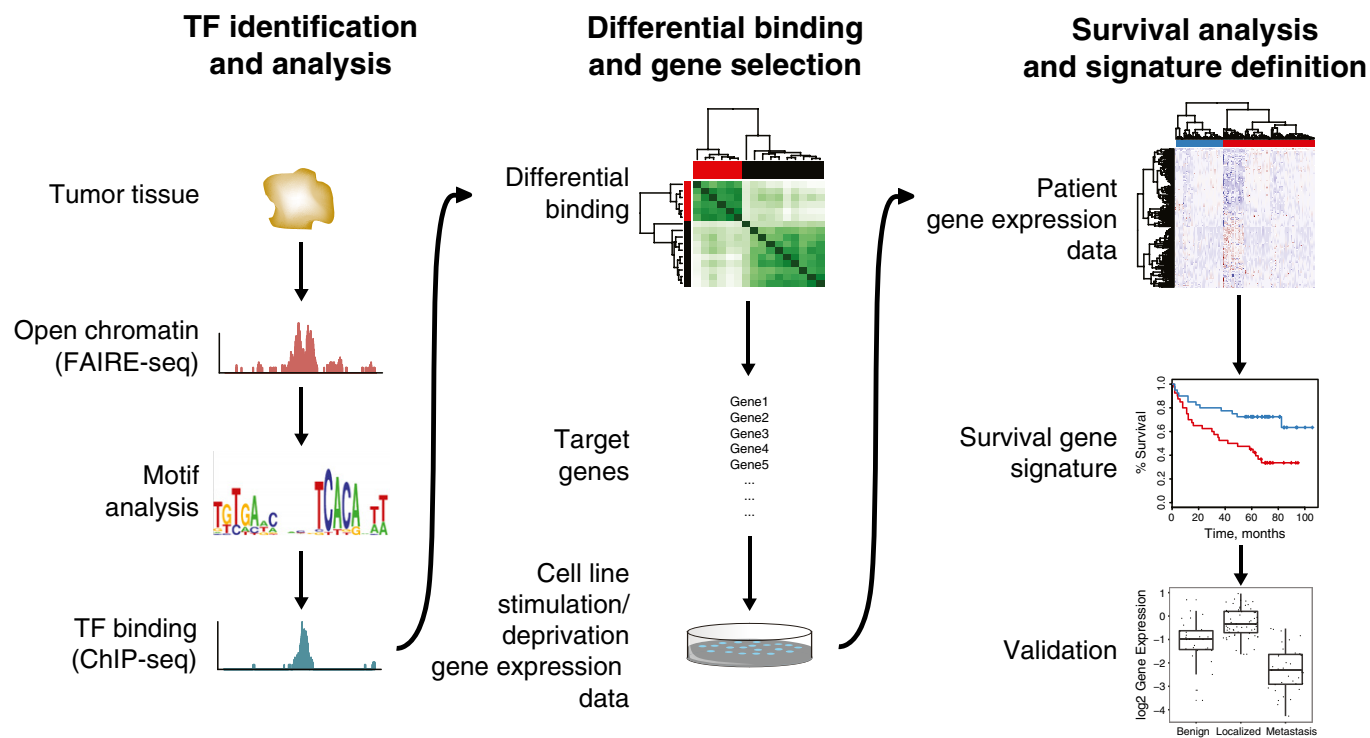 TF identification
and analysis
Tumor tissue
Open chromatin
(FAIRE-seq)
Motif
analysis
TGTGAAC
TCACA TT
AA
TF binding
(ChIP-seq)
Differential binding
and gene selection
Differential
binding
Target
genes
Gene1
Gene2
Gene3
Gene4
Gene5
...
...
...
Cell line
stimulation/
deprivation
gene expression
data
Survival analysis
and signature definition
Patient
gene expression
data
Survival gene
signature
% Survival
1.0
0.8
0.6
0.4
0.2
0.0
0 20 40 60 80 100
Time, months
Validation
log2 Gene Expression
1
0
−1
−2
−3
−4
Benign Localized Metastasis